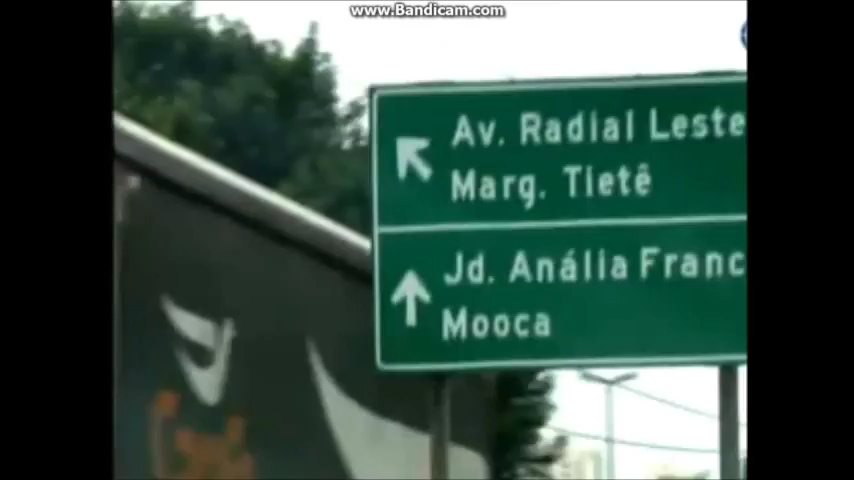 www.Bandicam.com
Av. Radial Leste
Marg. Tietê
Jd. Anália Franc
Mooca